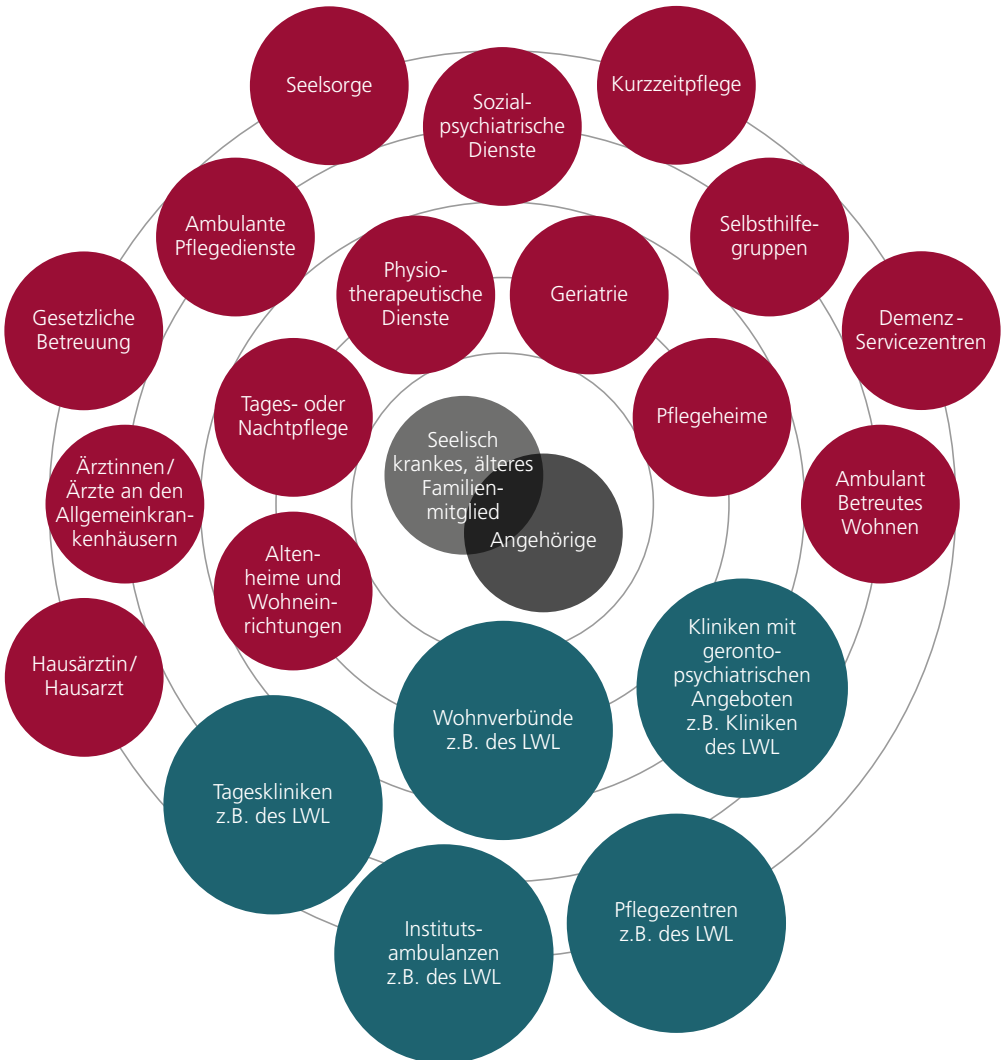 Seelsorge
Kurzzeitpflege
Sozial-
psychiatrische
Dienste
Ambulante
Pflegedienste
Selbsthilfe-
gruppen
Physio-
therapeutische
Dienste
Geriatrie
Gesetzliche
Betreuung
Demenz-
Servicezentren
Tages- oder
Nachtpflege
Pflegeheime
Seelisch
krankes, älteres
Familien-
mitglied
Angehörige
Ärztinnen/
Ärzte an den
Allgemeinkran-
kenhäusern
Ambulant
Betreutes
Wohnen
Alten-
heime und
Wohnein-
richtungen
Hausärztin/
Hausarzt
Kliniken mit
geronto-
psychiatrischen
Angeboten
z.B. Kliniken
des LWL
Wohnverbünde
z.B. des LWL
Tageskliniken
z.B. des LWL
Pflegezentren
z.B. des LWL
Instituts-
ambulanzen
z.B. des LWL